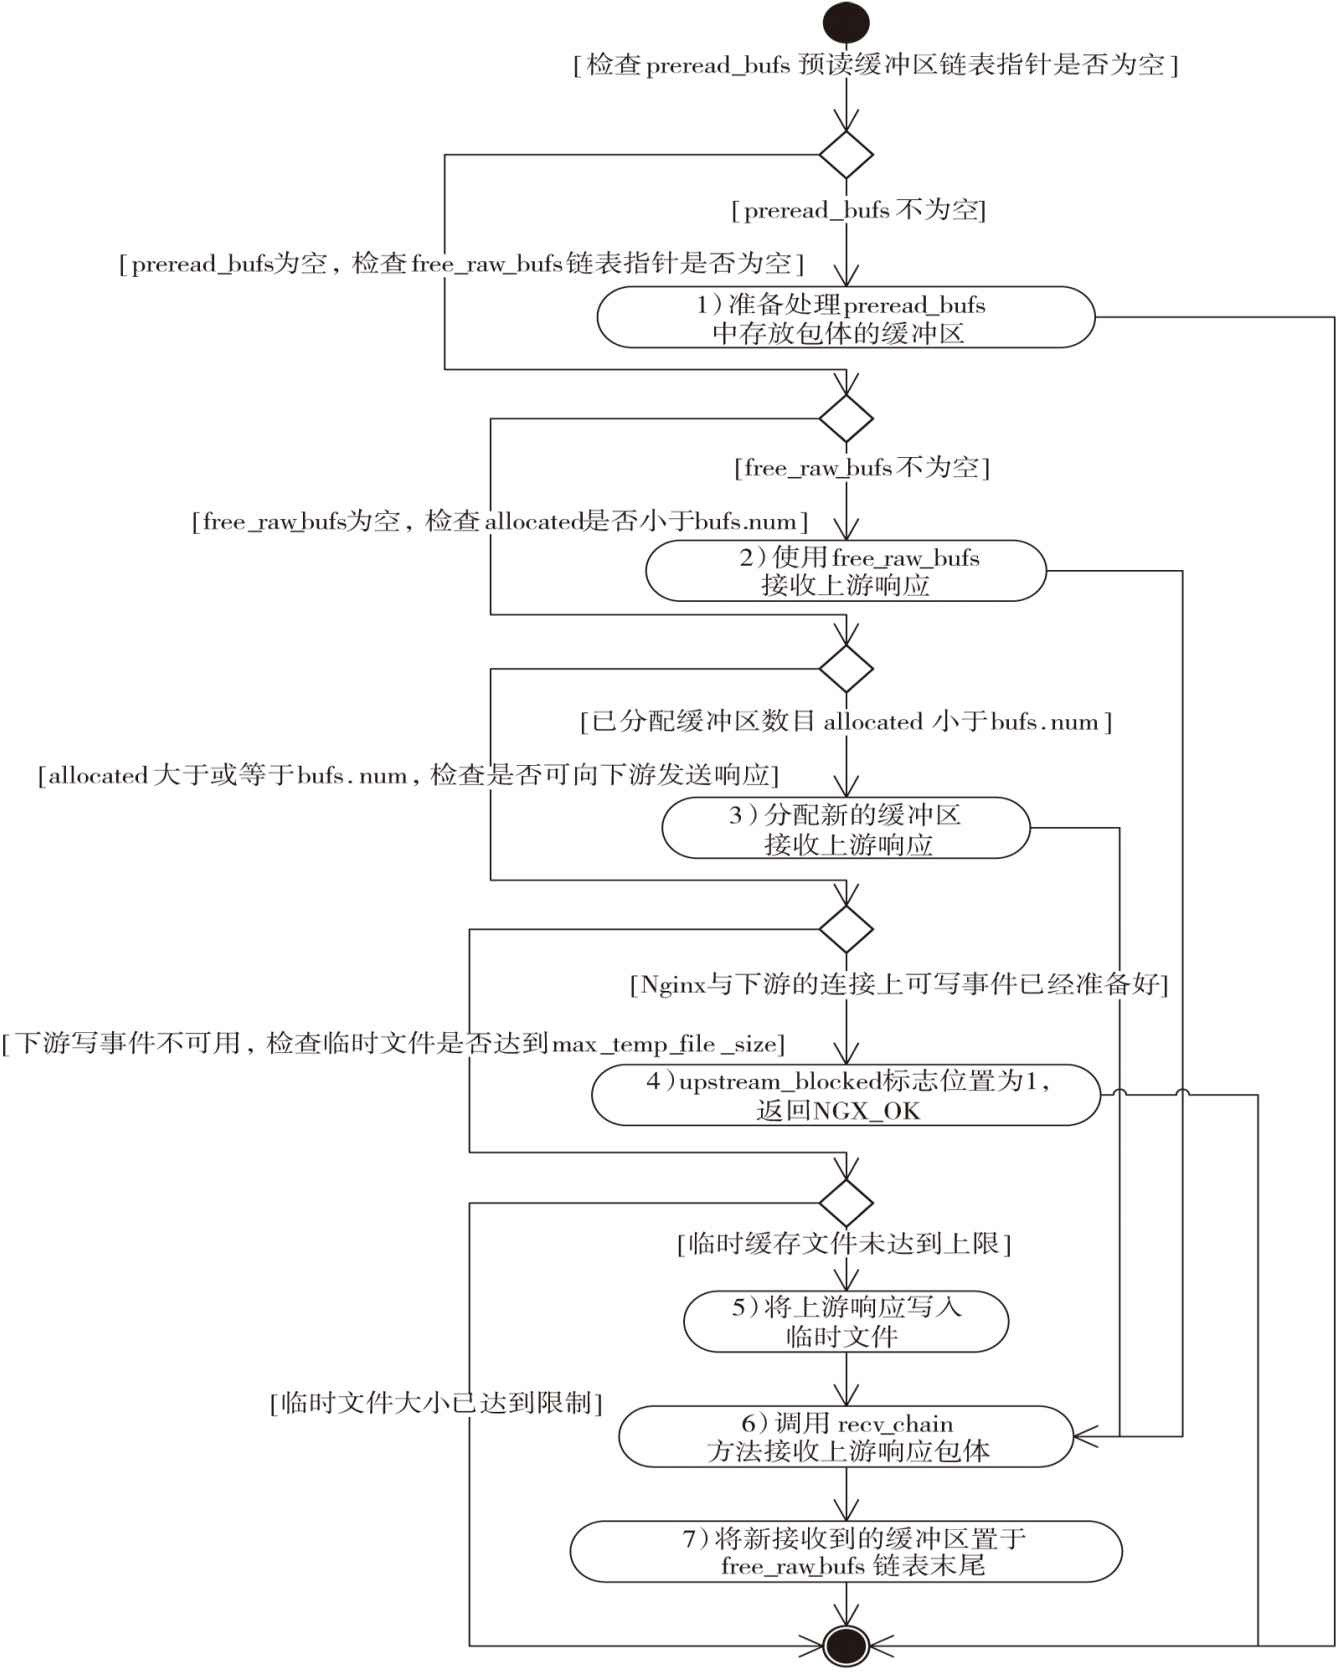 [检查preread_bufs 预读缓冲区链表指针是否为空]
[preread_bufs 不为空]
[preread_bufs为空, 检查free_raw_bufs链表指针是否为空]
1)准备处理preread_bufs
中存放包体的缓冲区
[free_raw_bufs 不为空]
[free_raw_bufs为空, 检查 allocated是否小于bufs.num]
2)使用free_raw_bufs
接收上游响应
[已分配缓冲区数目 allocated 小于bufs.num]
[allocated 大于或等于bufs.num, 检查是否可向下游发送响应]
3)分配新的缓冲区
接收上游响应
[Nginx与下游的连接上可写事件已经准备好]
[下游写事件不可用, 检查临时文件是否达到max_temp_file_size]
4)upstream_blocked标志位置为1,
返回NGX_OK
[临时缓存文件未达到上限]
5)将上游响应写入
临时文件
[临时文件大小已达到限制]
6)调用 recv_chain
方法接收上游响应包体
7)将新接收到的缓冲区置于
free_raw_bufs 链表末尾